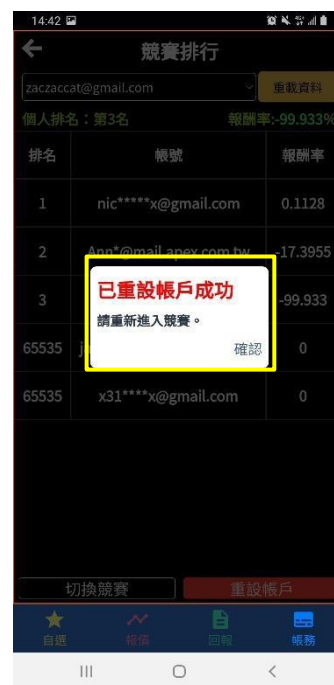 14:42
競賽排行
zaczaccat@gmail.com
重載資料
個人排名：第3名
報酬率:-99.933%
排名 帳號 報酬率
1 nic*****x@gmail.com 0.1128
2 Ann*@mail.apex.com.tw -17.3955
已重設帳戶成功
3 -99.933
請重新進入競賽。
確認
65535 0
65535 x31****x@gmail.com 0
切換競賽 重設帳戶
自選 報價 回報 帳務